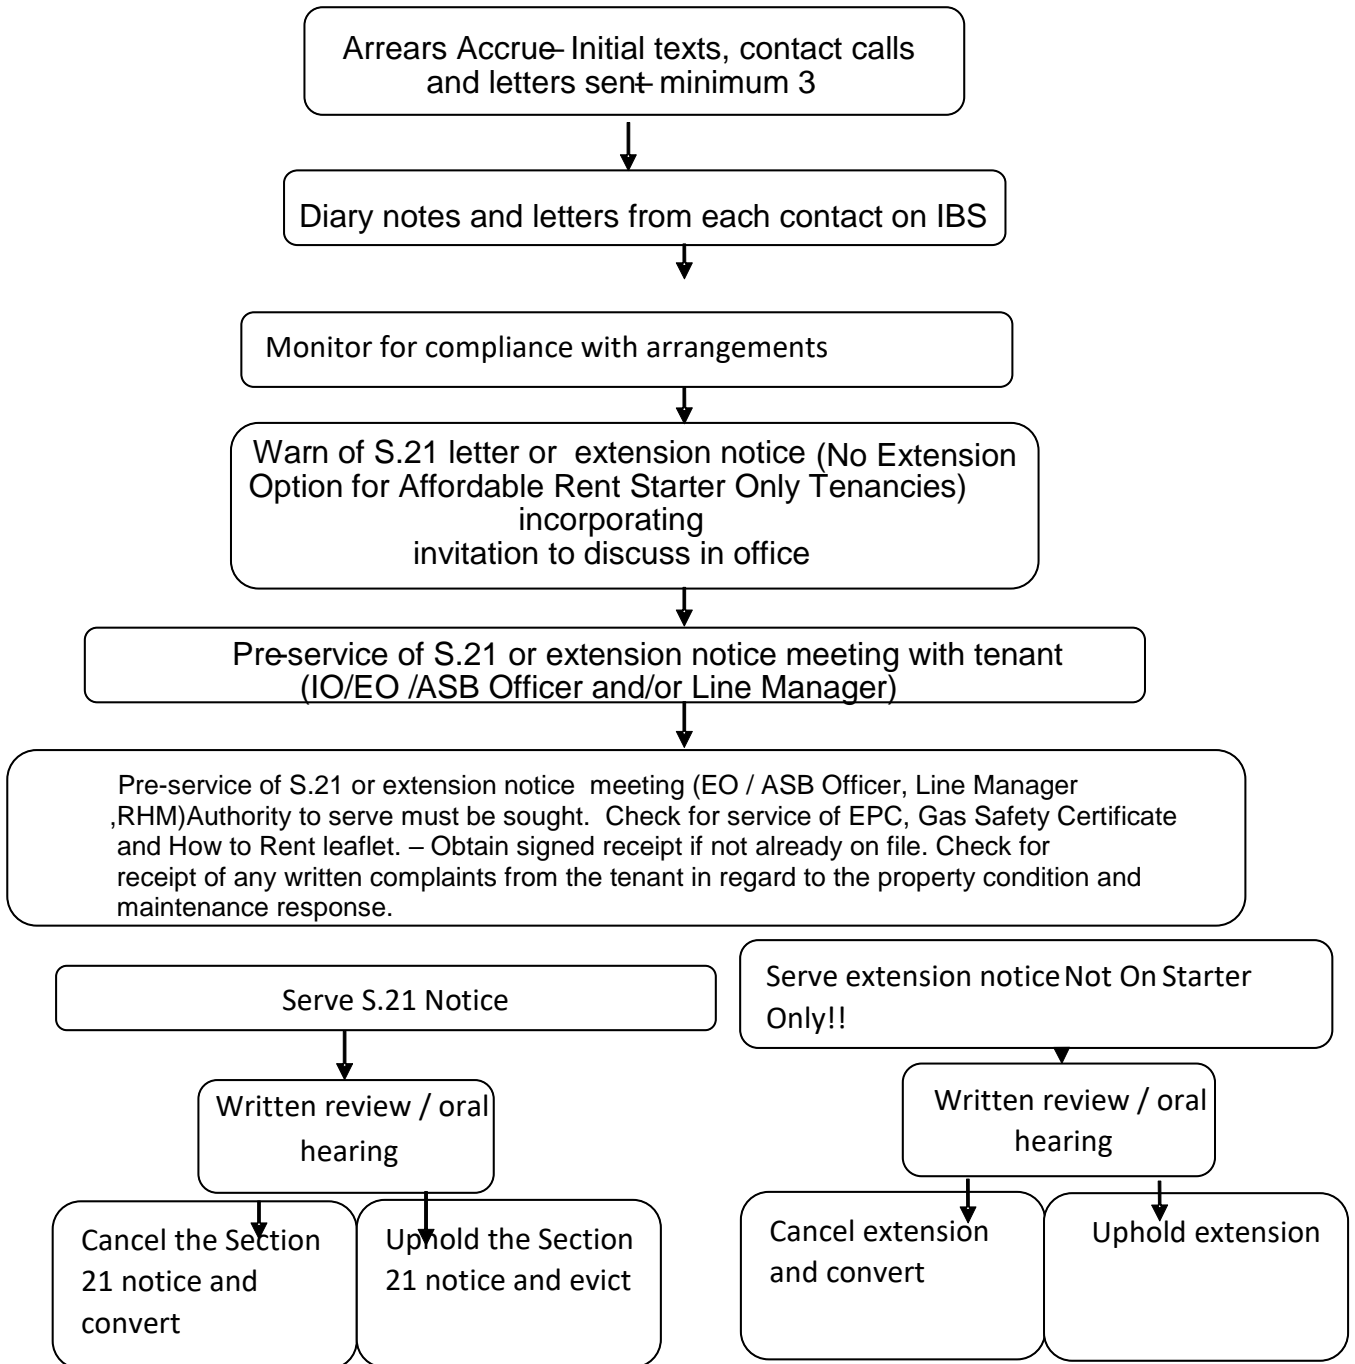 Arrears Accrue– Initial texts, contact calls
and letters sent– minimum 3
Diary notes and letters from each contact on IBS
Monitor for compliance with arrangements
Warn of S.21 letter or extension notice (No Extension
Option for Affordable Rent Starter Only Tenancies)
incorporating
invitation to discuss in office
Pre-service of S.21 or extension notice meeting with tenant
(IO/EO /ASB Officer and/or Line Manager)
Pre-service of S.21 or extension notice meeting (EO / ASB Officer, Line Manager
,RHM)Authority to serve must be sought. Check for service of EPC, Gas Safety Certificate
and How to Rent leaflet. – Obtain signed receipt if not already on file. Check for
receipt of any written complaints from the tenant in regard to the property condition and
maintenance response.
Serve S.21 Notice
Written review / oral
hearing
Cancel the Section
21 notice and
convert
Uphold the Section
21 notice and evict
Serve extension notice Not On Starter
Only!!
Written review / oral
hearing
Cancel extension
and convert
Uphold extension